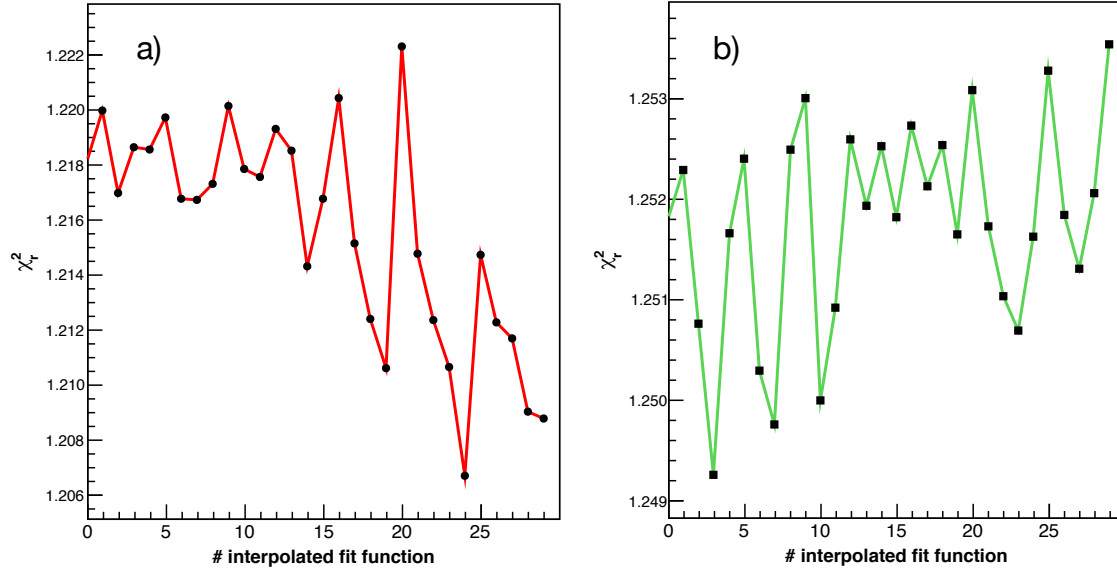 a)
1.222
1.220
1.218
1.216
1.214
1.212
1.210
1.208
1.206
χ²ᵣ
0 5 10 15 20 25
# interpolated fit function
b)
1.253
1.252
1.251
1.250
1.249
χ²ᵣ
0 5 10 15 20 25
# interpolated fit function